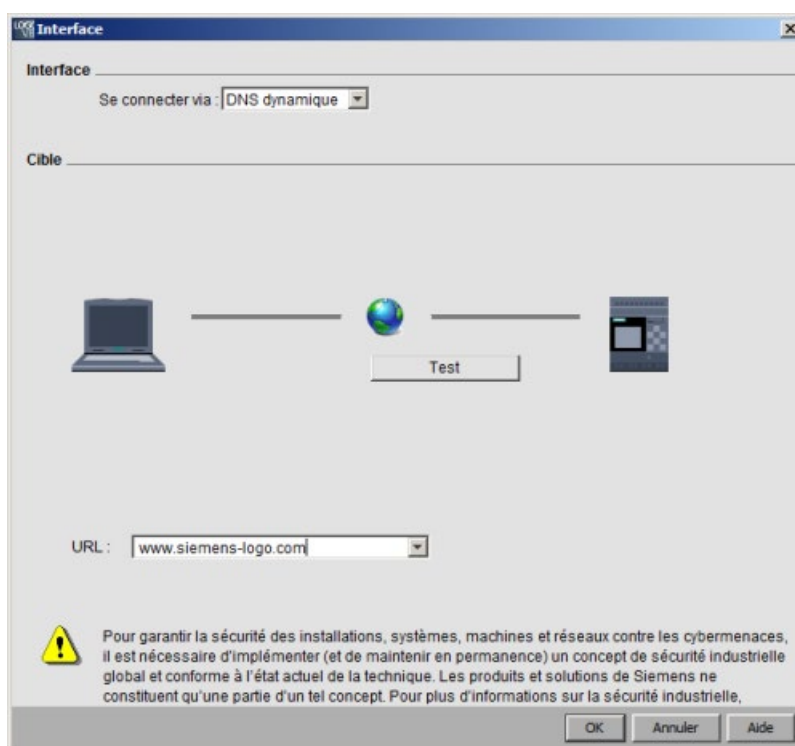 Interface
Interface
Se connecter via : DNS dynamique
Cible
Test
URL : www.siemens-logo.com
Pour garantir la sécurité des installations, systèmes, machines et réseaux contre les cybermenaces,
il est nécessaire d'implémenter (et de maintenir en permanence) un concept de sécurité industrielle
global et conforme à l'état actuel de la technique. Les produits et solutions de Siemens ne
constituent qu'une partie d'un tel concept. Pour plus d'informations sur la sécurité industrielle,
OK Annuler Aide